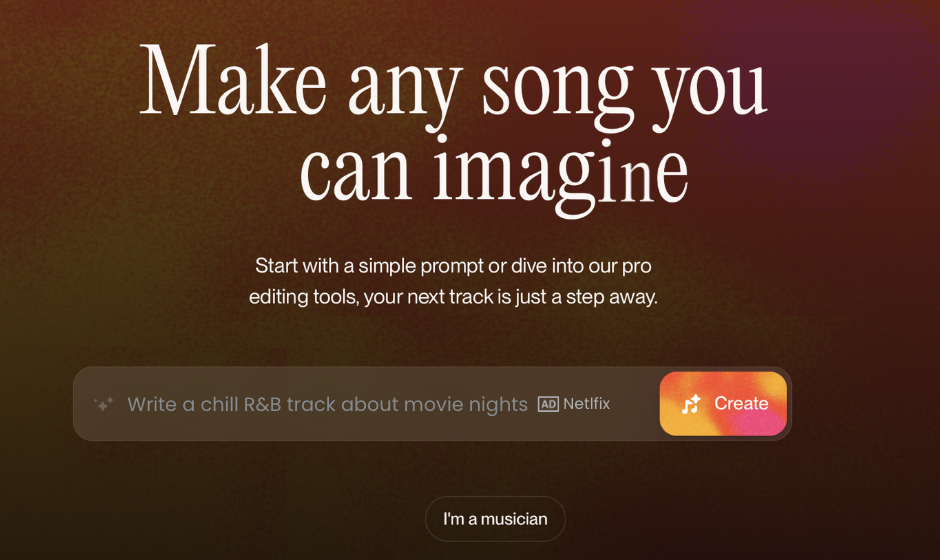 Make any song you
can imagine
Start with a simple prompt or dive into our pro
editing tools, your next track is just a step away.
Write a chill R&B track about movie nights AD Netlfix
Create
I'm a musician